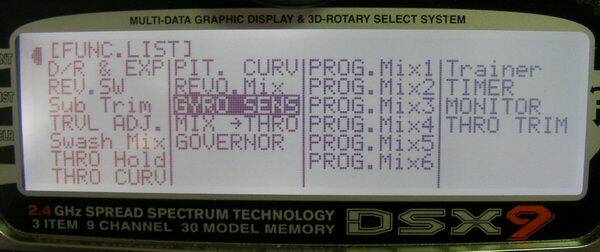 MULTI-DATA GRAPHIC DISPLAY & 3D-ROTARY SELECT SYSTEM
[FUNC.LIST]
D/R & EXP
REV.SW
Sub Trim
TRVL ADJ.
Swash Mix
THRO Hold
THRO CURV
PIT. CURV
REVO.Mix
GYRO SENS
MIX →THRO
GOVERNOR
PROG.Mix1
PROG.Mix2
PROG.Mix3
PROG.Mix4
PROG.Mix5
PROG.Mix6
Trainer
TIMER
MONITOR
THRO TRIM
2.4 GHz SPREAD SPECTRUM TECHNOLOGY
3 ITEM 9 CHANNEL 30 MODEL MEMORY
DSX9